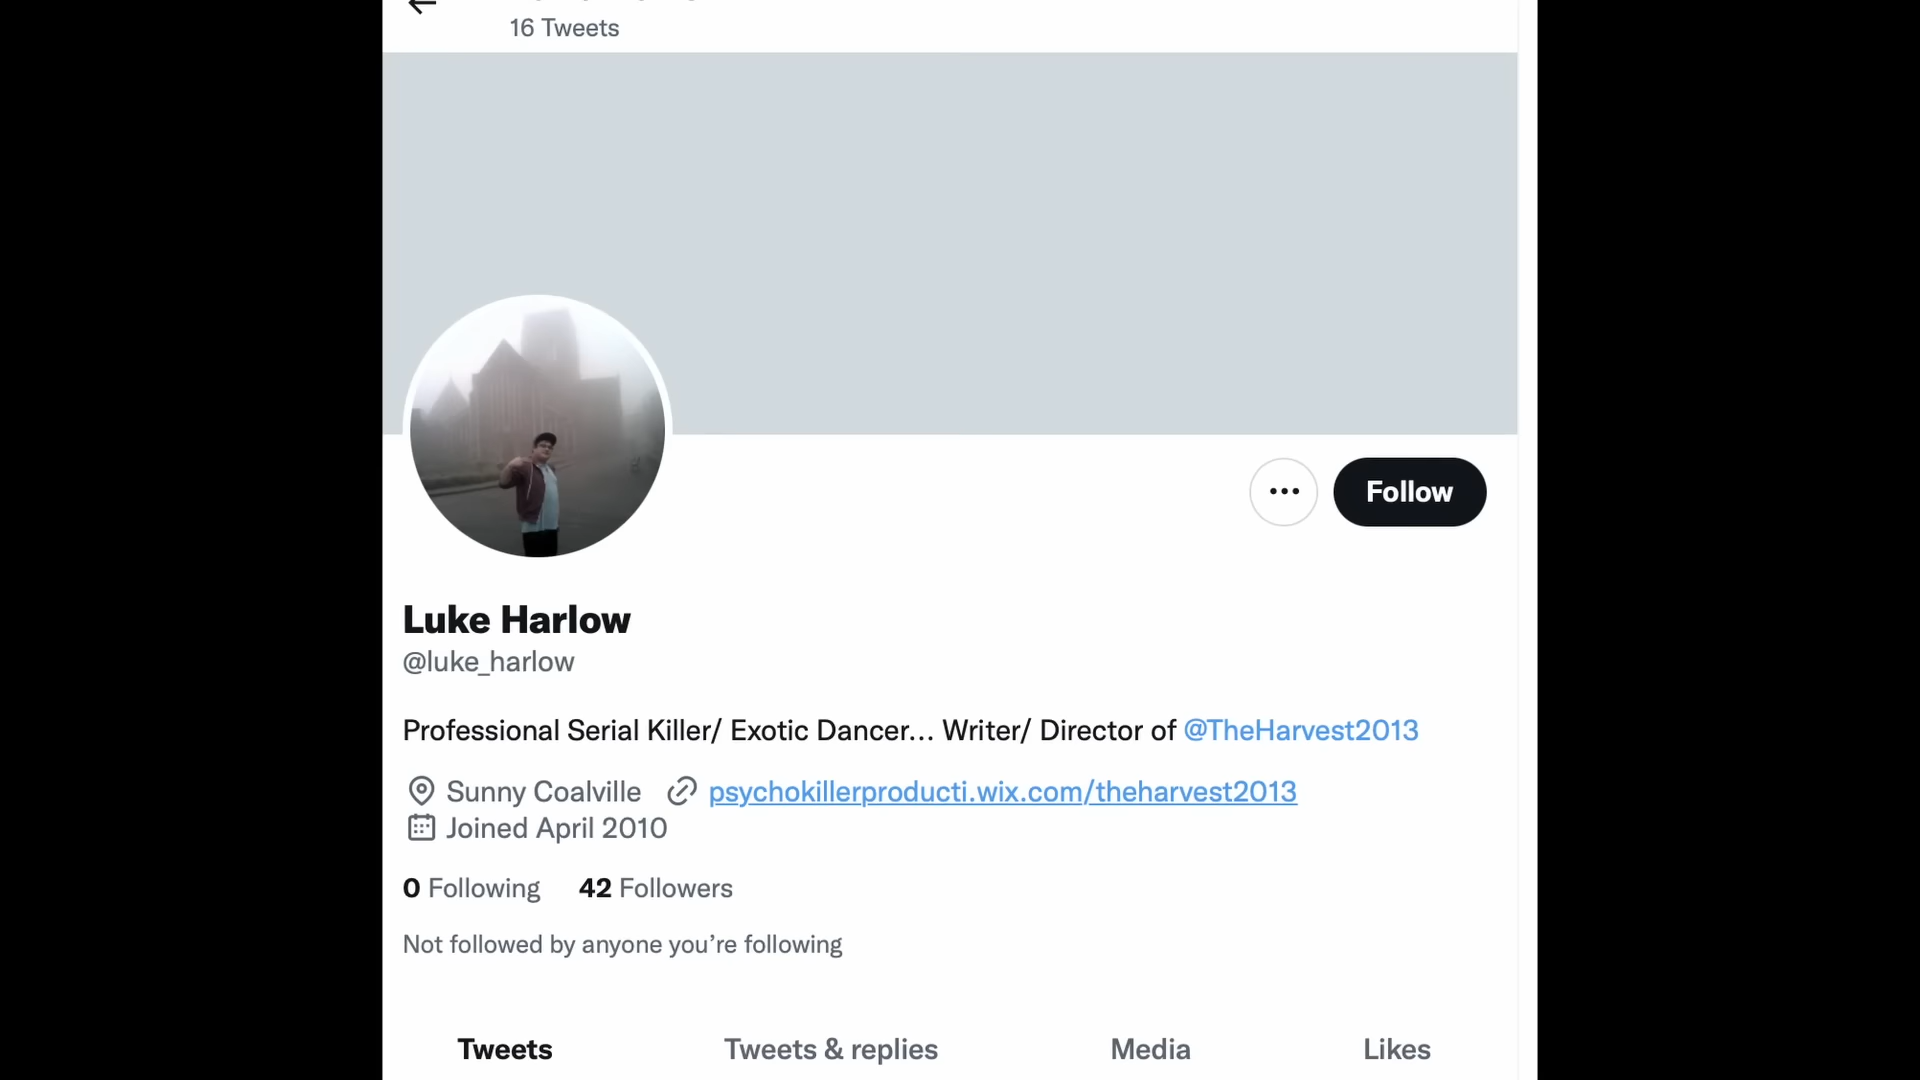 16 Tweets
Follow
Luke Harlow
@luke_harlow
Professional Serial Killer/ Exotic Dancer... Writer/ Director of @TheHarvest2013
Sunny Coalville psychokillerproducti.wix.com/theharvest2013
Joined April 2010
0 Following 42 Followers
Not followed by anyone you’re following
Tweets Tweets & replies Media Likes